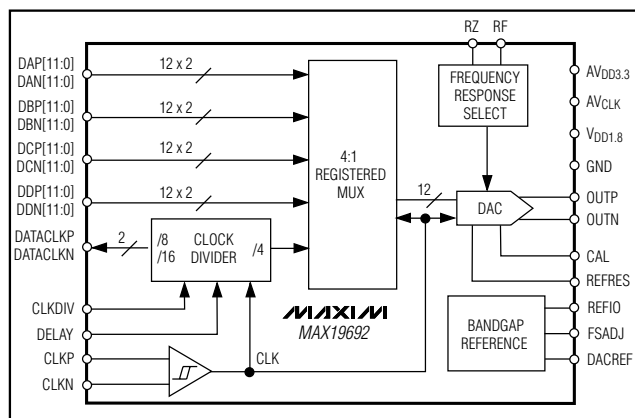 RZ RF
DAP[11:0]
DAN[11:0]
12 x 2
DBP[11:0]
DBN[11:0]
12 x 2
DCP[11:0]
DCN[11:0]
12 x 2
DDP[11:0]
DDN[11:0]
12 x 2
DATACLKP
DATACLKN
2
/8
/16
CLOCK
DIVIDER
/4
CLKDIV
DELAY
CLKP
CLKN
CLK
4:1
REGISTERED
MUX
MAXIM
MAX19692
12
FREQUENCY
RESPONSE
SELECT
DAC
BANDGAP
REFERENCE
AVDD3.3
AVCLK
VDD1.8
GND
OUTP
OUTN
CAL
REFRES
REFIO
FSADJ
DACREF